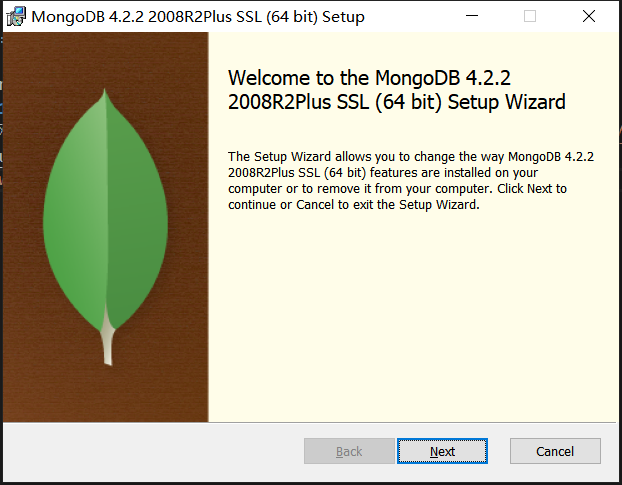 MongoDB 4.2.2 2008R2Plus SSL (64 bit) Setup
Welcome to the MongoDB 4.2.2
2008R2Plus SSL (64 bit) Setup Wizard
The Setup Wizard allows you to change the way MongoDB 4.2.2
2008R2Plus SSL (64 bit) features are installed on your
computer or to remove it from your computer. Click Next to
continue or Cancel to exit the Setup Wizard.
Back
Next
Cancel